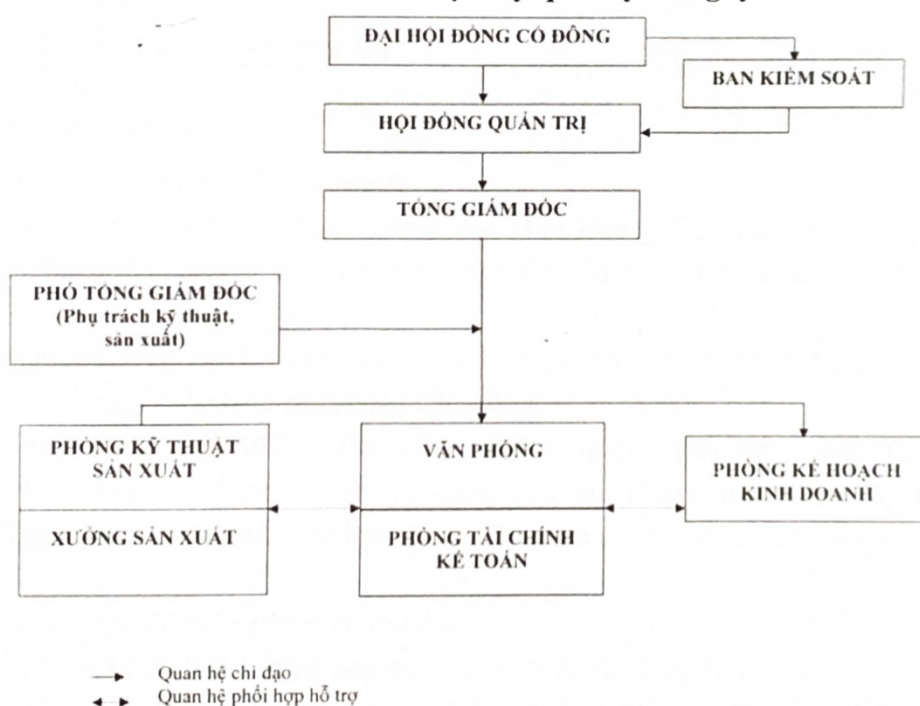 ĐẠI HỘI ĐỒNG CỔ ĐÔNG
BAN KIỂM SOÁT
HỘI ĐỒNG QUẢN TRỊ
TỔNG GIÁM ĐỐC
PHÓ TỔNG GIÁM ĐỐC
(Phụ trách kỹ thuật,
sản xuất)
PHÒNG KỸ THUẬT
SẢN XUẤT
XƯỞNG SẢN XUẤT
VĂN PHÒNG
PHÒNG TÀI CHÍNH
KẾ TOÁN
PHÒNG KẾ HOẠCH
KINH DOANH
Quan hệ chỉ đạo
Quan hệ phối hợp hỗ trợ